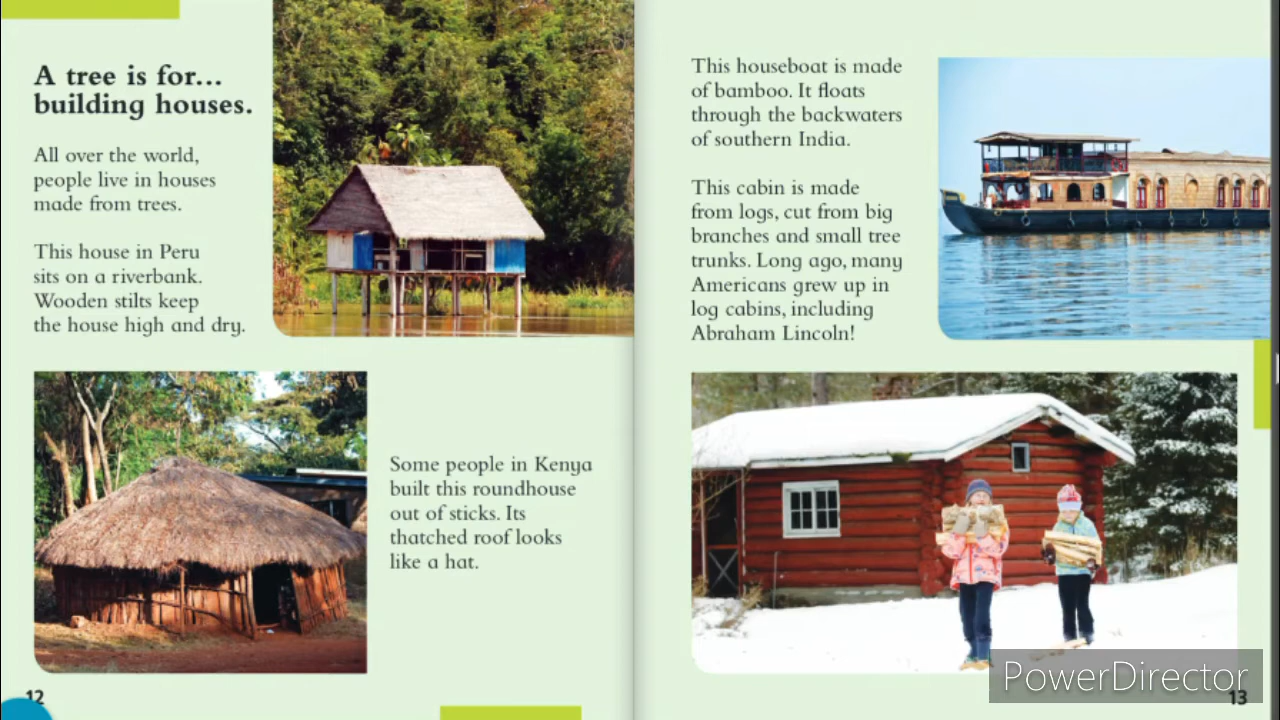 A tree is for...
building houses.
All over the world,
people live in houses
made from trees.
This house in Peru
sits on a riverbank.
Wooden stilts keep
the house high and dry.
Some people in Kenya
built this roundhouse
out of sticks. Its
thatched roof looks
like a hat.
12
This houseboat is made
of bamboo. It floats
through the backwaters
of southern India.
This cabin is made
from logs, cut from big
branches and small tree
trunks. Long ago, many
Americans grew up in
log cabins, including
Abraham Lincoln!
PowerDirector
13